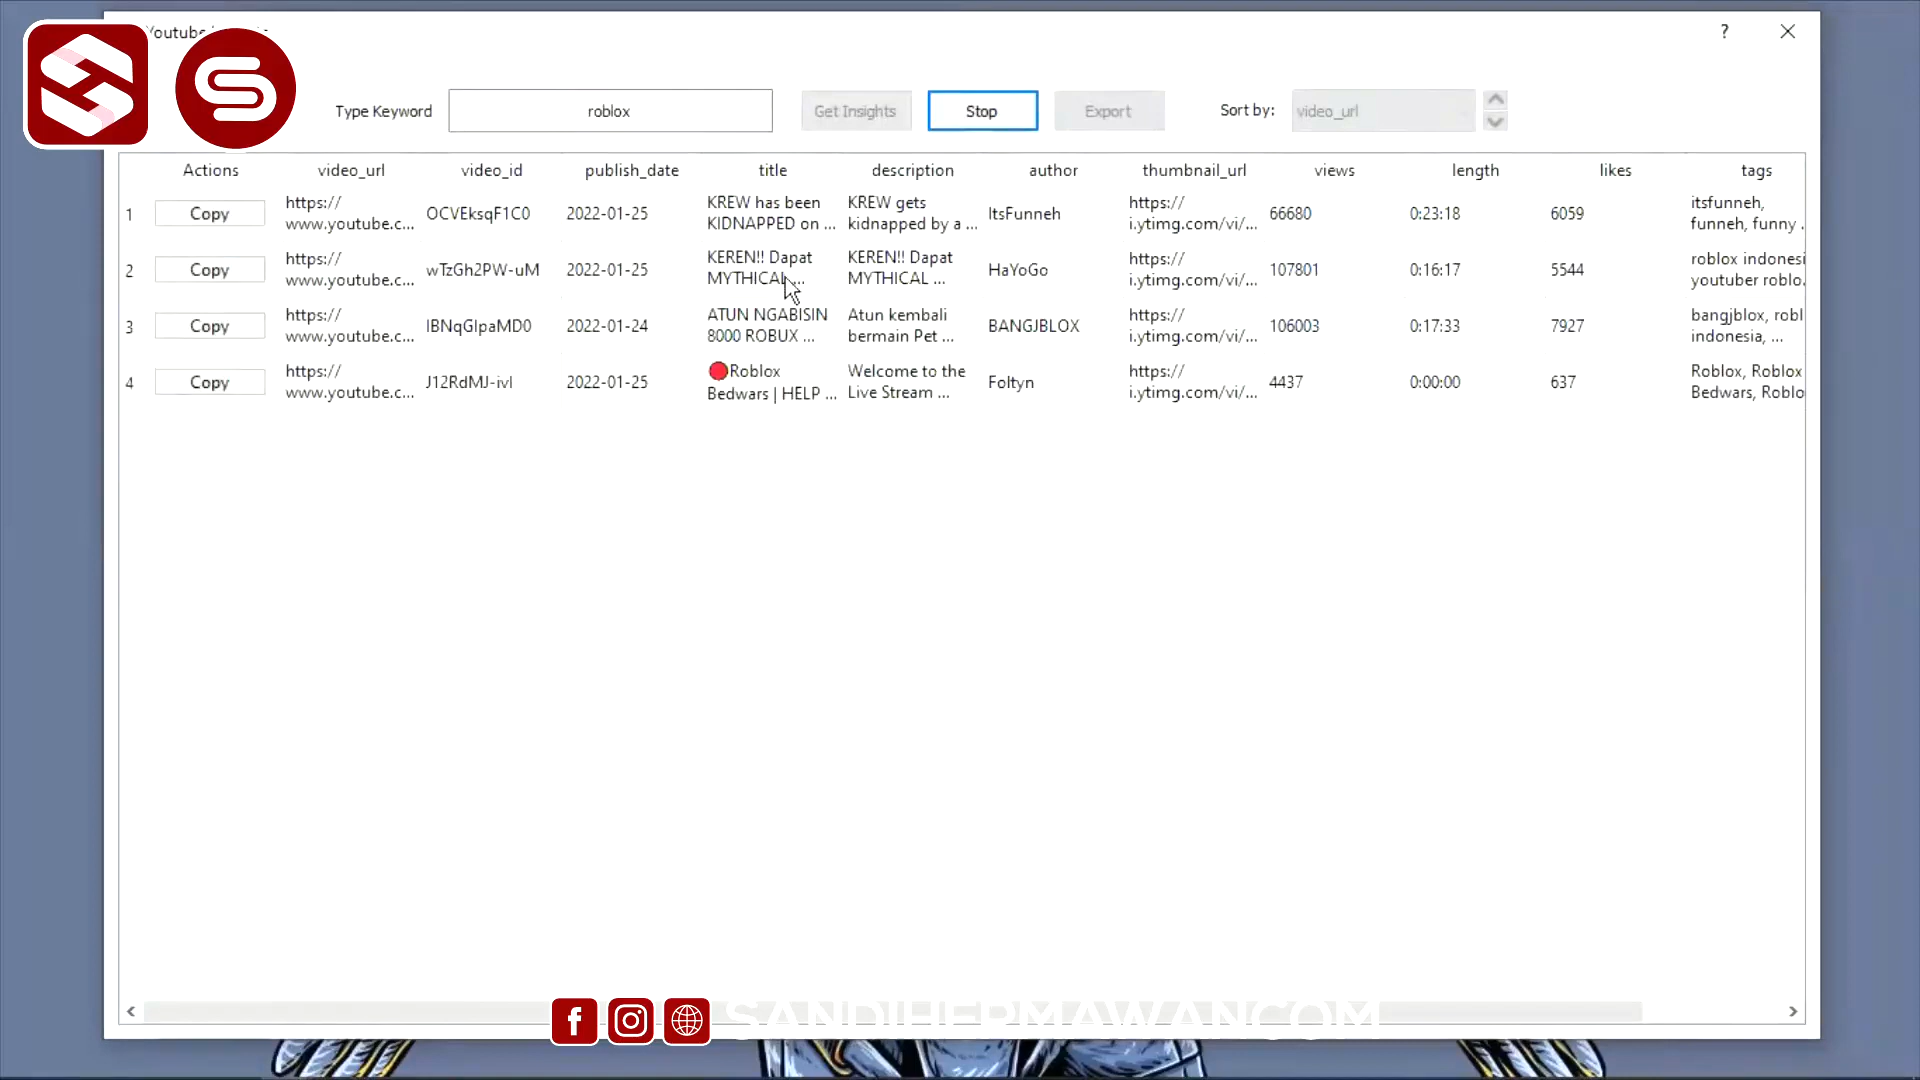 Youtube
?
Type Keyword
roblox
Get Insights
Stop
Export
Sort by:
video_url
Actions video_url video_id publish_date title description author thumbnail_url views length likes tags
1 Copy https:// www.youtube.c... OCVEksqF1C0 2022-01-25 KREW has been KIDNAPPED on ... KREW gets kidnapped by a ... ItsFunneh https:// i.ytimg.com/vi/... 66680 0:23:18 6059 itsfunneh, funneh, funny .
2 Copy https:// www.youtube.c... wTzGh2PW-uM 2022-01-25 KEREN!! Dapat MYTHICAL ... KEREN!! Dapat MYTHICAL ... HaYoGo https:// i.ytimg.com/vi/... 107801 0:16:17 5544 roblox indonesi youtuber roblo.
3 Copy https:// www.youtube.c... IBNqGIpaMD0 2022-01-24 ATUN NGABISIN 8000 ROBUX ... Atun kembali bermain Pet ... BANGJBLOX https:// i.ytimg.com/vi/... 106003 0:17:33 7927 bangjblox, robl indonesia, ...
4 Copy https:// www.youtube.c... J12RdMJ-ivI 2022-01-25 🔴Roblox Bedwars | HELP ... Welcome to the Live Stream ... Foltyn https:// i.ytimg.com/vi/... 4437 0:00:00 637 Roblox, Roblox Bedwars, Roblo
SANDIHERMAWAN.COM